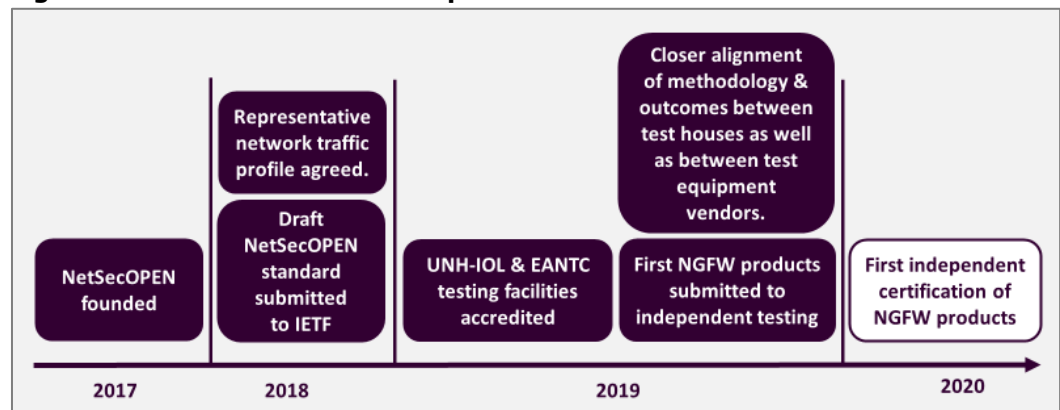 NetSecOPEN
founded
Representative
network traffic
profile agreed.
Draft
NetSecOPEN
standard
submitted
to IETF
UNH-IOL & EANTC
testing facilities
accredited
Closer alignment
of methodology &
outcomes between
test houses as well
as between test
equipment
vendors.
First NGFW products
submitted to
independent testing
First independent
certification of
NGFW products
2017
2018
2019
2020